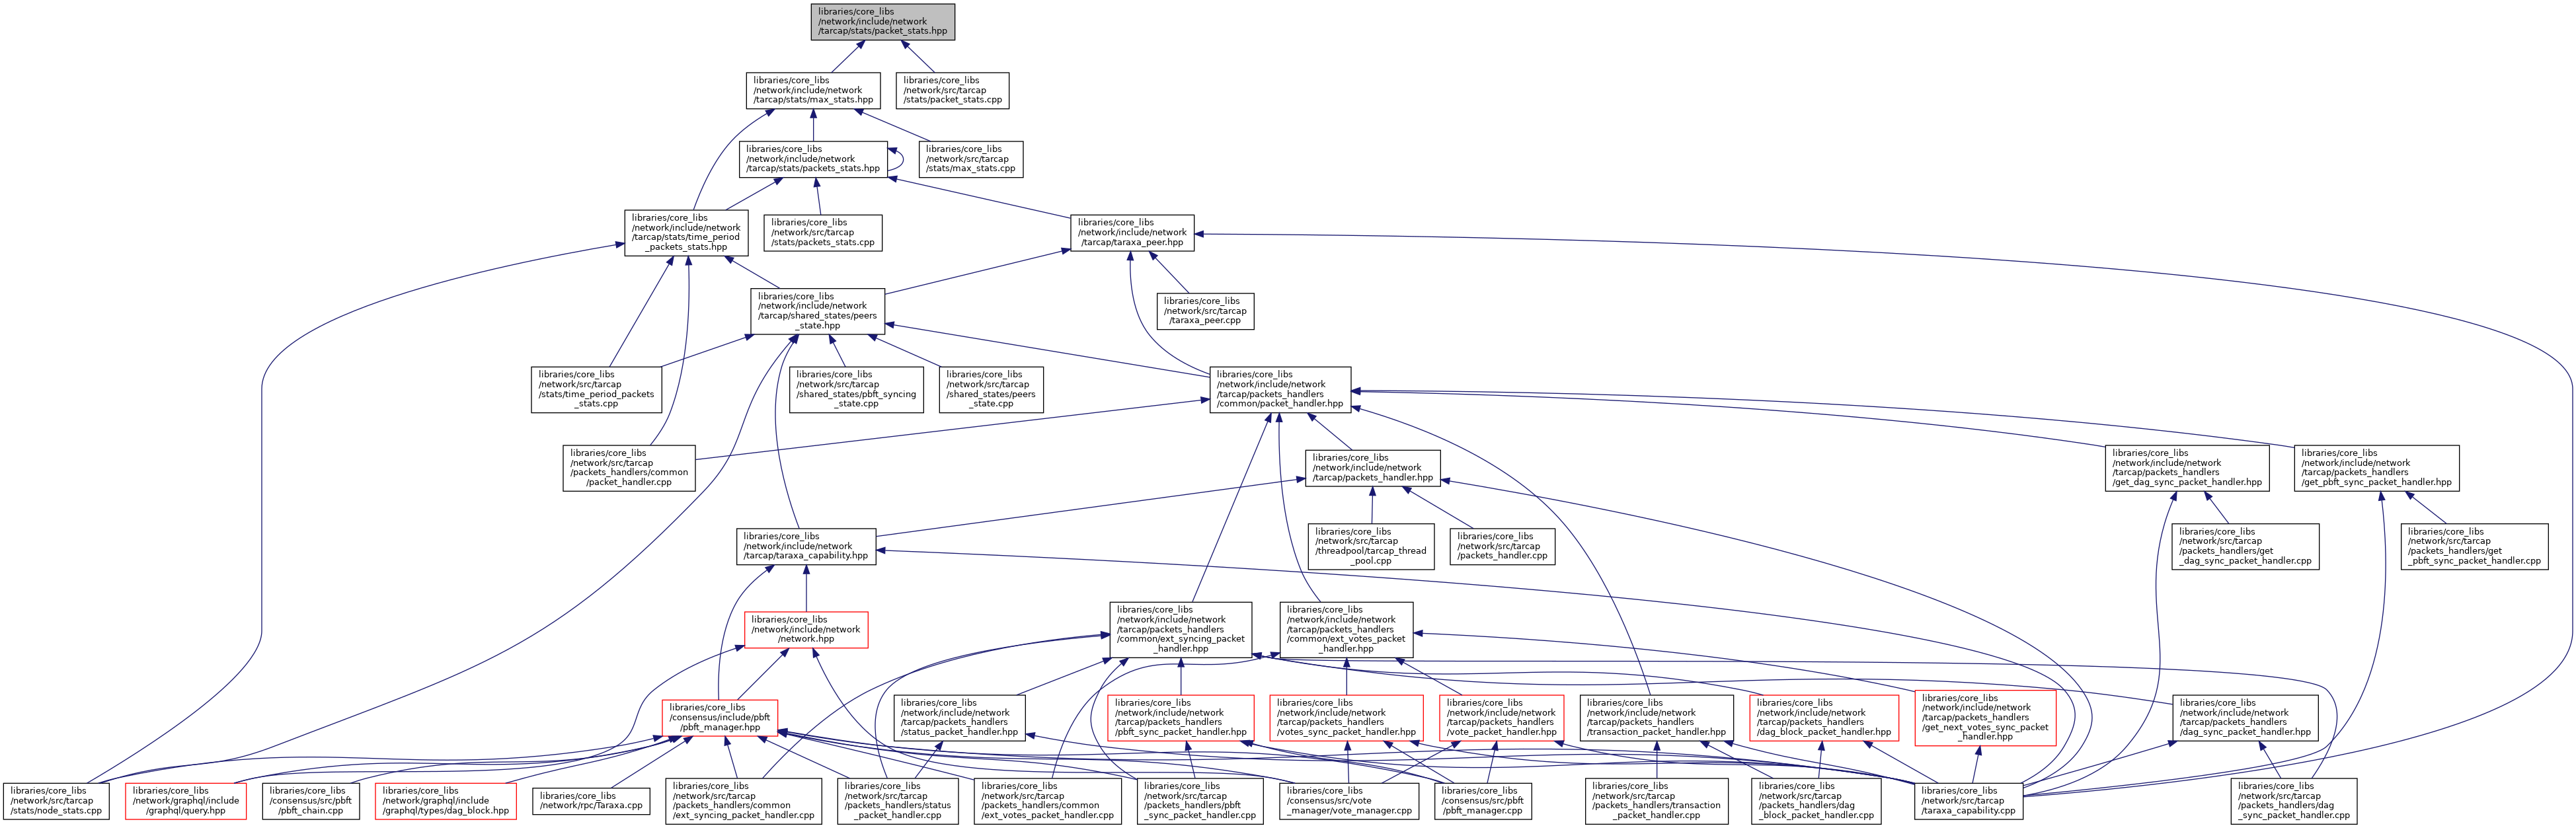 libraries/core_libs
/network/include/network
/tarcap/stats/packet_stats.hpp
libraries/core_libs
/network/include/network
/tarcap/stats/max_stats.hpp
libraries/core_libs
/network/src/tarcap
/stats/packet_stats.cpp
libraries/core_libs
/network/include/network
/tarcap/stats/packets_stats.hpp
libraries/core_libs
/network/src/tarcap
/stats/max_stats.cpp
libraries/core_libs
/network/include/network
/tarcap/stats/time_period
_packets_stats.hpp
libraries/core_libs
/network/src/tarcap
/stats/packets_stats.cpp
libraries/core_libs
/network/include/network
/tarcap/taraxa_peer.hpp
libraries/core_libs
/network/include/network
/tarcap/shared_states/peers
_state.hpp
libraries/core_libs
/network/src/tarcap
/taraxa_peer.cpp
libraries/core_libs
/network/src/tarcap
/stats/time_period_packets
_stats.cpp
libraries/core_libs
/network/src/tarcap
/shared_states/pbft_syncing
_state.cpp
libraries/core_libs
/network/src/tarcap
/shared_states/peers
_state.cpp
libraries/core_libs
/network/include/network
/tarcap/packets_handlers
/common/packet_handler.hpp
libraries/core_libs
/network/src/tarcap
/packets_handlers/common
/packet_handler.cpp
libraries/core_libs
/network/include/network
/tarcap/packets_handler.hpp
libraries/core_libs
/network/include/network
/tarcap/packets_handlers
/get_dag_sync_packet_handler.hpp
libraries/core_libs
/network/include/network
/tarcap/packets_handlers
/get_pbft_sync_packet_handler.hpp
libraries/core_libs
/network/include/network
/tarcap/taraxa_capability.hpp
libraries/core_libs
/network/src/tarcap
/threadpool/tarcap_thread
_pool.cpp
libraries/core_libs
/network/src/tarcap
/packets_handler.cpp
libraries/core_libs
/network/src/tarcap
/packets_handlers/get
_dag_sync_packet_handler.cpp
libraries/core_libs
/network/src/tarcap
/packets_handlers/get
_pbft_sync_packet_handler.cpp
libraries/core_libs
/network/include/network
/network.hpp
libraries/core_libs
/network/include/network
/tarcap/packets_handlers
/common/ext_syncing_packet
_handler.hpp
libraries/core_libs
/network/include/network
/tarcap/packets_handlers
/common/ext_votes_packet
_handler.hpp
libraries/core_libs
/consensus/include/pbft
/pbft_manager.hpp
libraries/core_libs
/network/include/network
/tarcap/packets_handlers
/status_packet_handler.hpp
libraries/core_libs
/network/include/network
/tarcap/packets_handlers
/pbft_sync_packet_handler.hpp
libraries/core_libs
/network/include/network
/tarcap/packets_handlers
/votes_sync_packet_handler.hpp
libraries/core_libs
/network/include/network
/tarcap/packets_handlers
/vote_packet_handler.hpp
libraries/core_libs
/network/include/network
/tarcap/packets_handlers
/transaction_packet_handler.hpp
libraries/core_libs
/network/include/network
/tarcap/packets_handlers
/dag_block_packet_handler.hpp
libraries/core_libs
/network/include/network
/tarcap/packets_handlers
/get_next_votes_sync_packet
_handler.hpp
libraries/core_libs
/network/include/network
/tarcap/packets_handlers
/dag_sync_packet_handler.hpp
libraries/core_libs
/network/src/tarcap
/stats/node_stats.cpp
libraries/core_libs
/network/graphql/include
/graphql/query.hpp
libraries/core_libs
/consensus/src/pbft
/pbft_chain.cpp
libraries/core_libs
/network/graphql/include
/graphql/types/dag_block.hpp
libraries/core_libs
/network/rpc/Taraxa.cpp
libraries/core_libs
/network/src/tarcap
/packets_handlers/common
/ext_syncing_packet_handler.cpp
libraries/core_libs
/network/src/tarcap
/packets_handlers/status
_packet_handler.cpp
libraries/core_libs
/network/src/tarcap
/packets_handlers/common
/ext_votes_packet_handler.cpp
libraries/core_libs
/network/src/tarcap
/packets_handlers/pbft
_sync_packet_handler.cpp
libraries/core_libs
/consensus/src/vote
_manager/vote_manager.cpp
libraries/core_libs
/consensus/src/pbft
/pbft_manager.cpp
libraries/core_libs
/network/src/tarcap
/packets_handlers/transaction
_packet_handler.cpp
libraries/core_libs
/network/src/tarcap
/packets_handlers/dag
_block_packet_handler.cpp
libraries/core_libs
/network/src/tarcap
/taraxa_capability.cpp
libraries/core_libs
/network/src/tarcap
/packets_handlers/dag
_sync_packet_handler.cpp